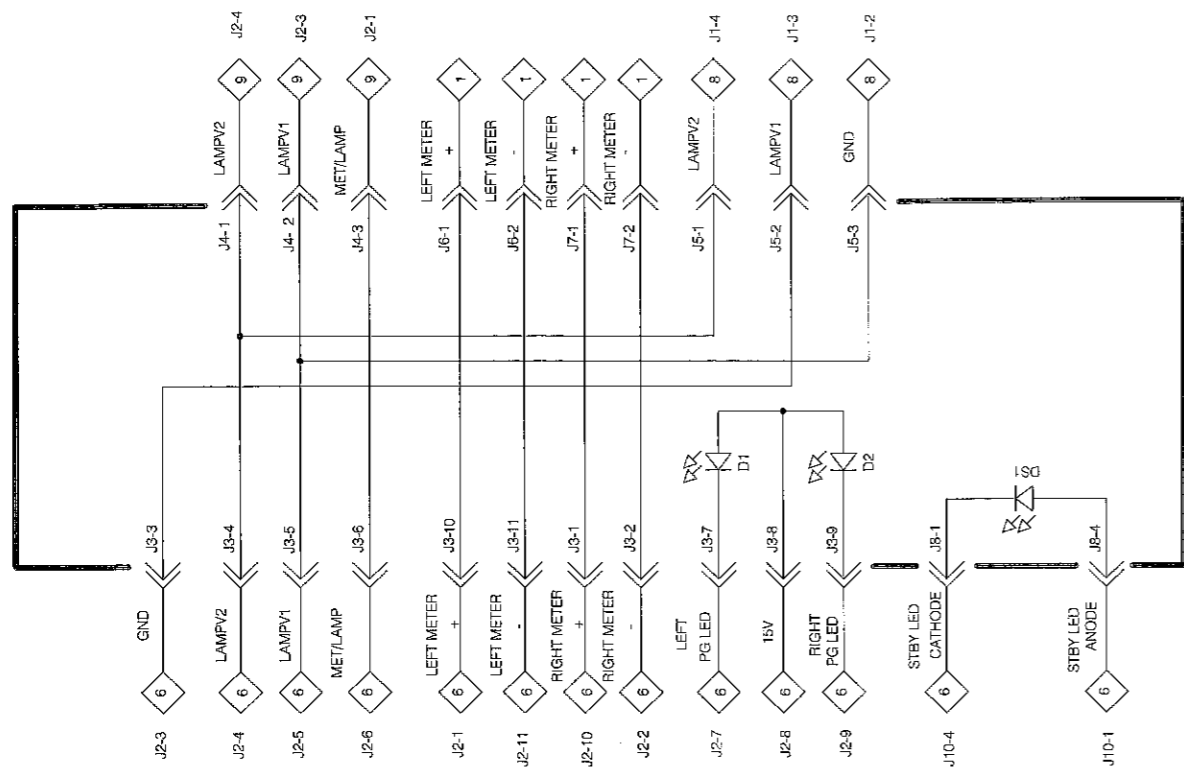 J2-4
J2-3
J2-1
J1-4
J1-3
J1-2
9
9
9
1
1
1
1
8
8
8
LAMPV2
LAMPV1
MET/LAMP
LEFT METER
+
LEFT METER
-
RIGHT METER
+
RIGHT METER
-
LAMPV2
LAMPV1
GND
J4-1
J4-2
J4-3
J6-1
J6-2
J7-1
J7-2
J5-1
J5-2
J5-3
D1
D2
DS1
J3-3
J3-4
J3-5
J3-6
J3-10
J3-11
J3-1
J3-2
J3-7
J3-8
J3-9
J8-1
J8-4
GND
LAMPV2
LAMPV1
MET/LAMP
LEFT METER
+
LEFT METER
-
RIGHT METER
+
RIGHT METER
-
LEFT
PG LED
15V
RIGHT
PG LED
STBY LED
CATHODE
STBY LED
ANODE
6
6
6
6
6
6
6
6
6
6
6
6
6
J2-3
J2-4
J2-5
J2-6
J2-1
J2-11
J2-10
J2-2
J2-7
J2-8
J2-9
J10-4
J10-1